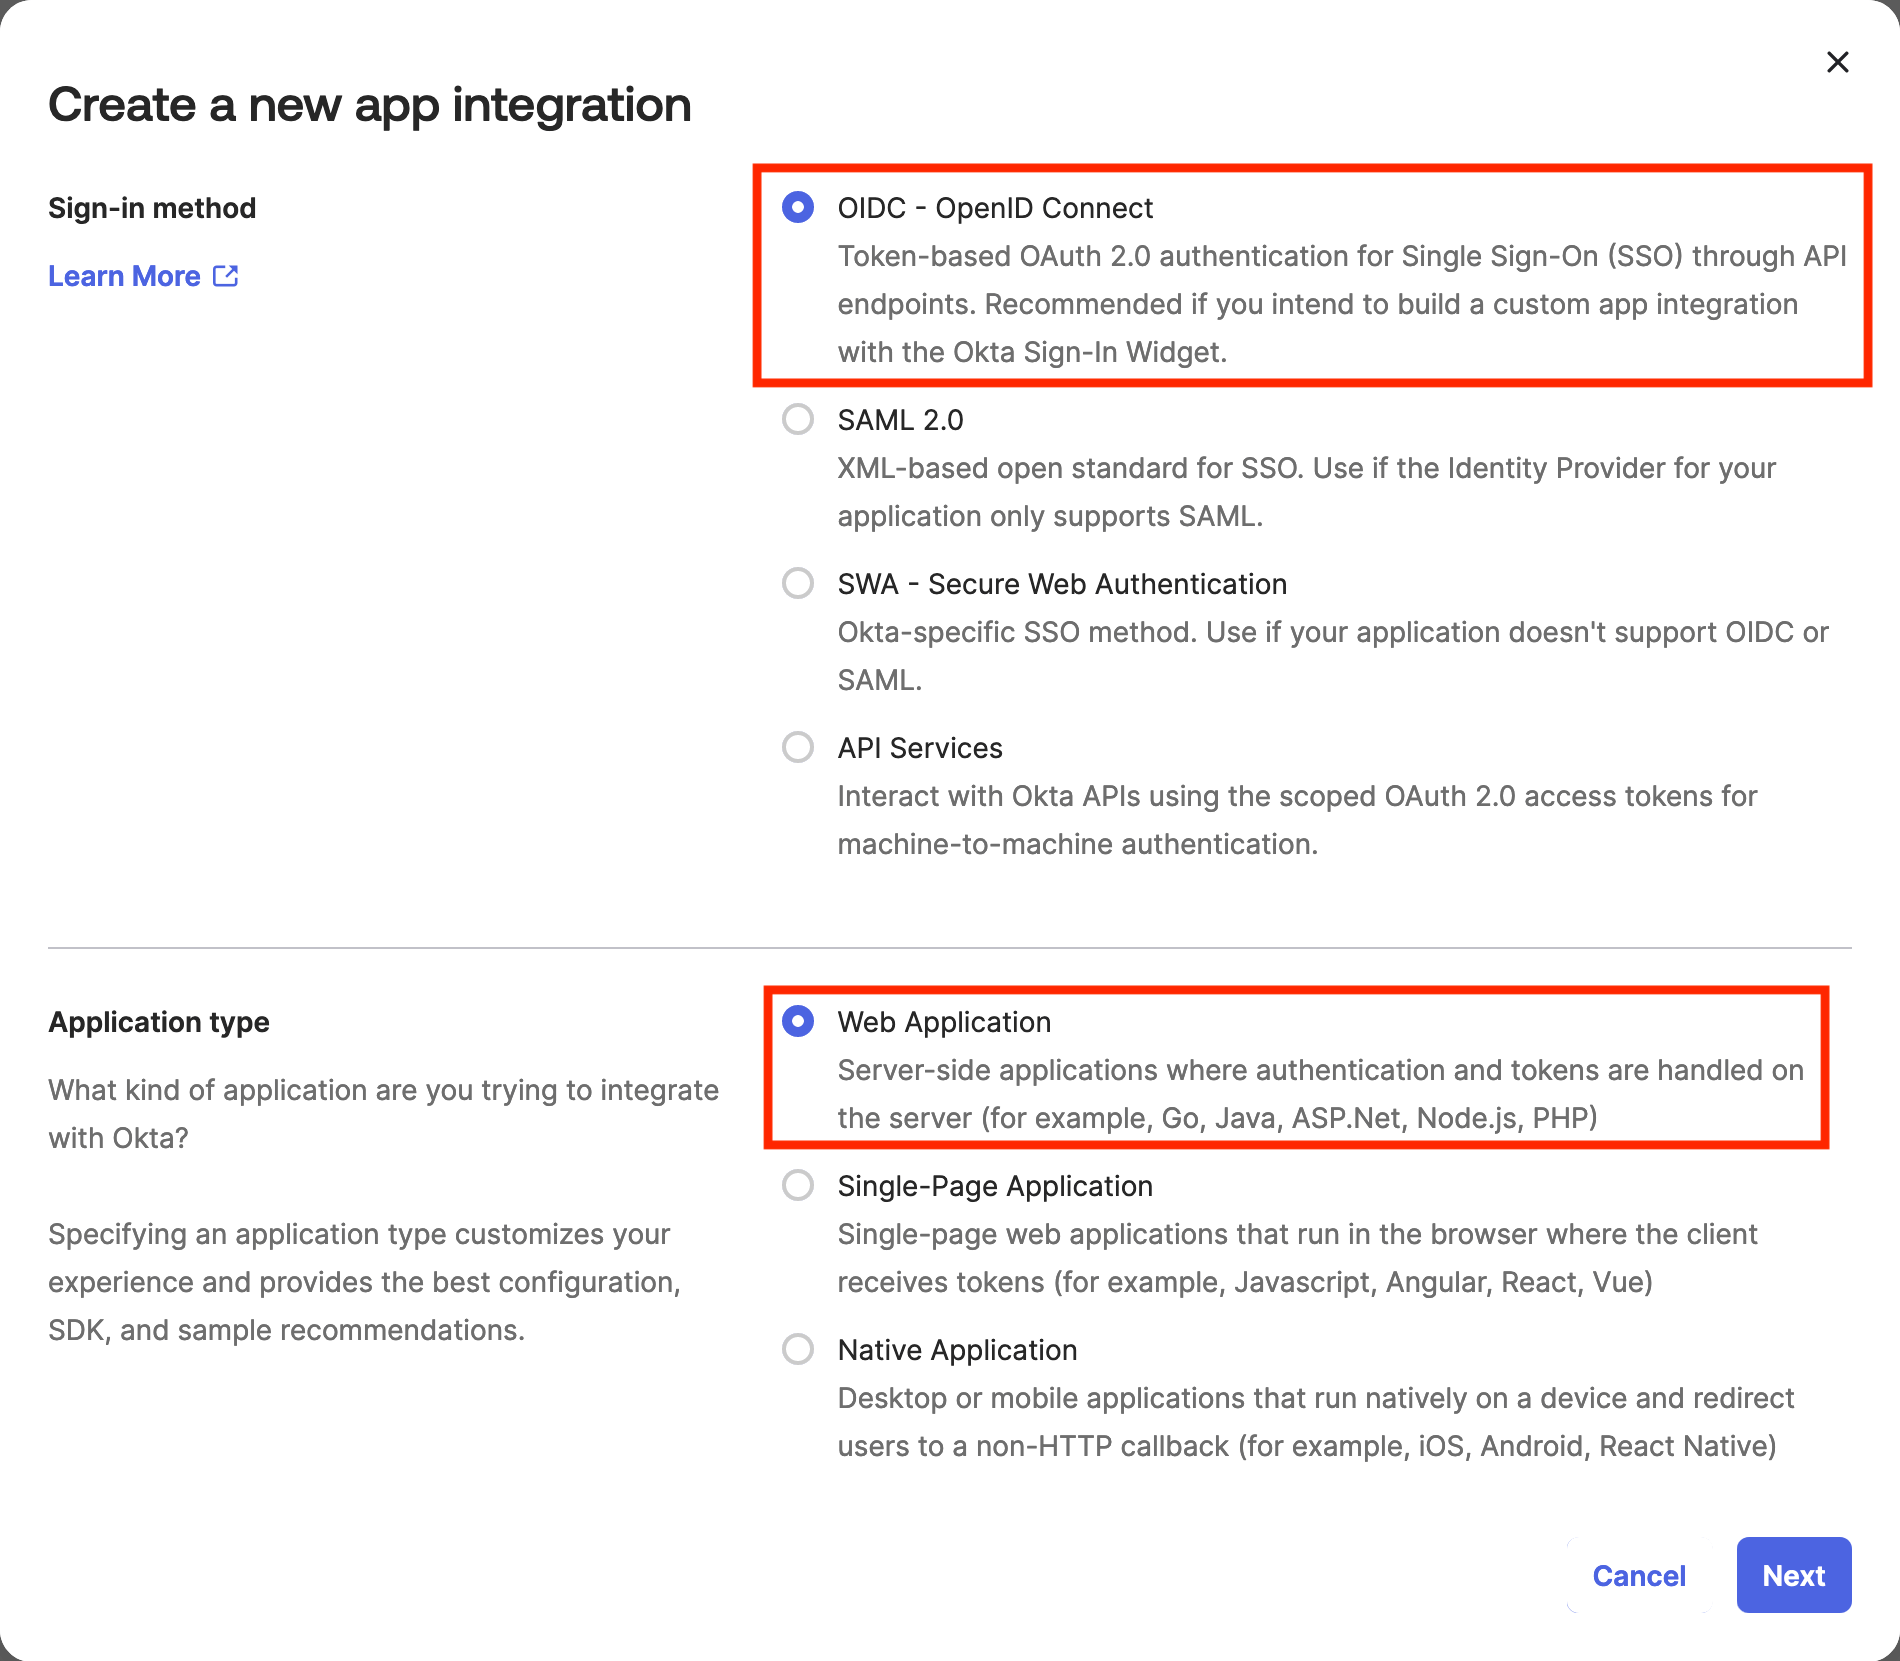 Create a new app integration
Sign-in method
Learn More
OIDC - OpenID Connect
Token-based OAuth 2.0 authentication for Single Sign-On (SSO) through API
endpoints. Recommended if you intend to build a custom app integration
with the Okta Sign-In Widget.
SAML 2.0
XML-based open standard for SSO. Use if the Identity Provider for your
application only supports SAML.
SWA - Secure Web Authentication
Okta-specific SSO method. Use if your application doesn't support OIDC or
SAML.
API Services
Interact with Okta APIs using the scoped OAuth 2.0 access tokens for
machine-to-machine authentication.
Application type
What kind of application are you trying to integrate
with Okta?
Specifying an application type customizes your
experience and provides the best configuration,
SDK, and sample recommendations.
Web Application
Server-side applications where authentication and tokens are handled on
the server (for example, Go, Java, ASP.Net, Node.js, PHP)
Single-Page Application
Single-page web applications that run in the browser where the client
receives tokens (for example, Javascript, Angular, React, Vue)
Native Application
Desktop or mobile applications that run natively on a device and redirect
users to a non-HTTP callback (for example, iOS, Android, React Native)
Cancel
Next